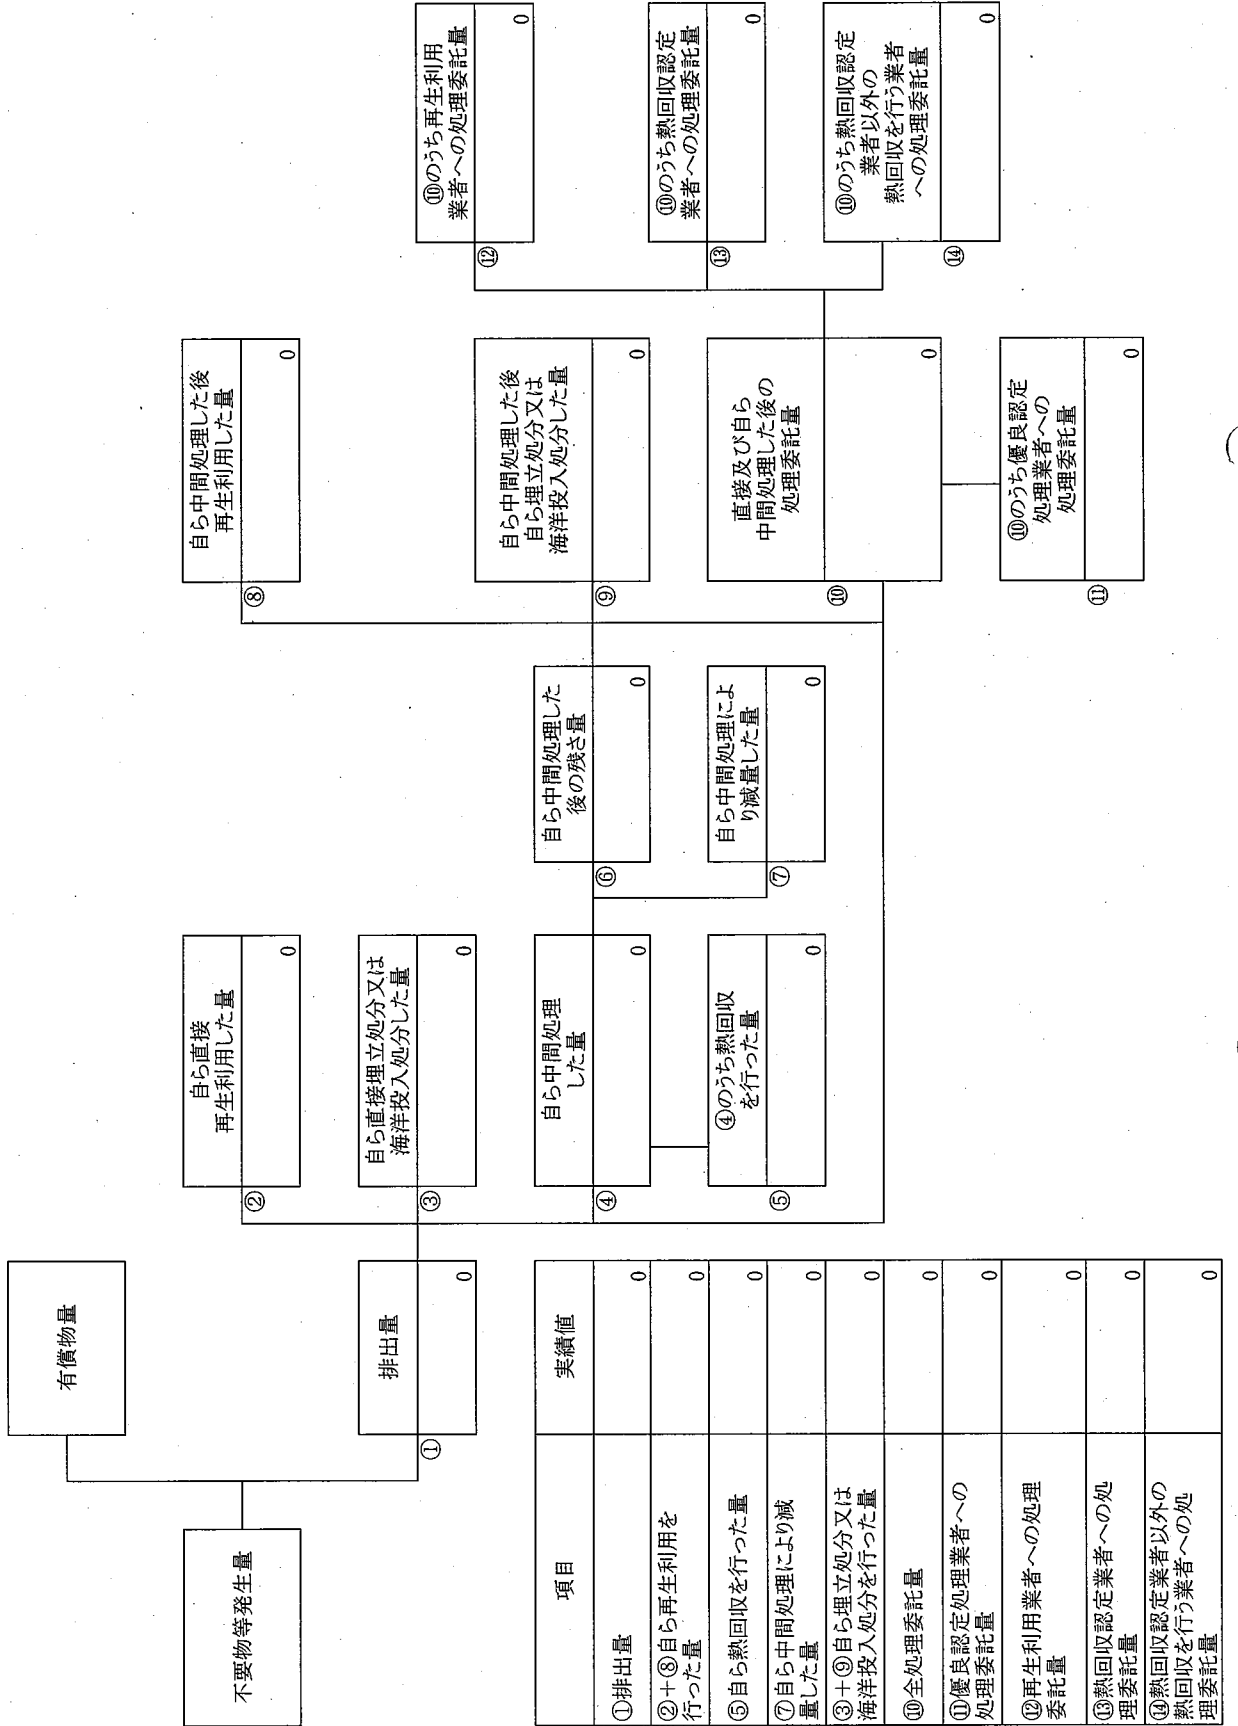 不要物等発生量
有償物量
排出量
①
0
自ら直接
再生利用した量
②
0
自ら直接埋立処分又は
海洋投入処分した量
③
0
自ら中間処理
した量
④
0
④のうち熱回収
を行った量
⑤
0
自ら中間処理した
後の残さ量
⑥
0
自ら中間処理によ
り減量した量
⑦
0
自ら中間処理した後
再生利用した量
⑧
0
自ら中間処理した後
自ら埋立処分又は
海洋投入処分した量
⑨
0
直接及び自ら
中間処理した後の
処理委託量
⑩
0
⑩のうち優良認定
処理業者への
処理委託量
⑪
0
⑩のうち再生利用
業者への処理委託量
⑫
0
⑩のうち熱回収認定
業者への処理委託量
⑬
0
⑩のうち熱回収認定
業者以外の
熱回収を行う業者
への処理委託量
⑭
0
項目 実績値
①排出量 0
②+⑧自ら再生利用を
行った量 0
⑤自ら熱回収を行った量 0
⑦自ら中間処理により減
量した量 0
③+⑨自ら埋立処分又は
海洋投入処分を行った量 0
⑩全処理委託量 0
⑪優良認定処理業者への
処理委託量 0
⑫再生利用業者への処理
委託量 0
⑬熱回収認定業者への処
理委託量 0
⑭熱回収認定業者以外の
熱回収を行う業者への処
理委託量 0